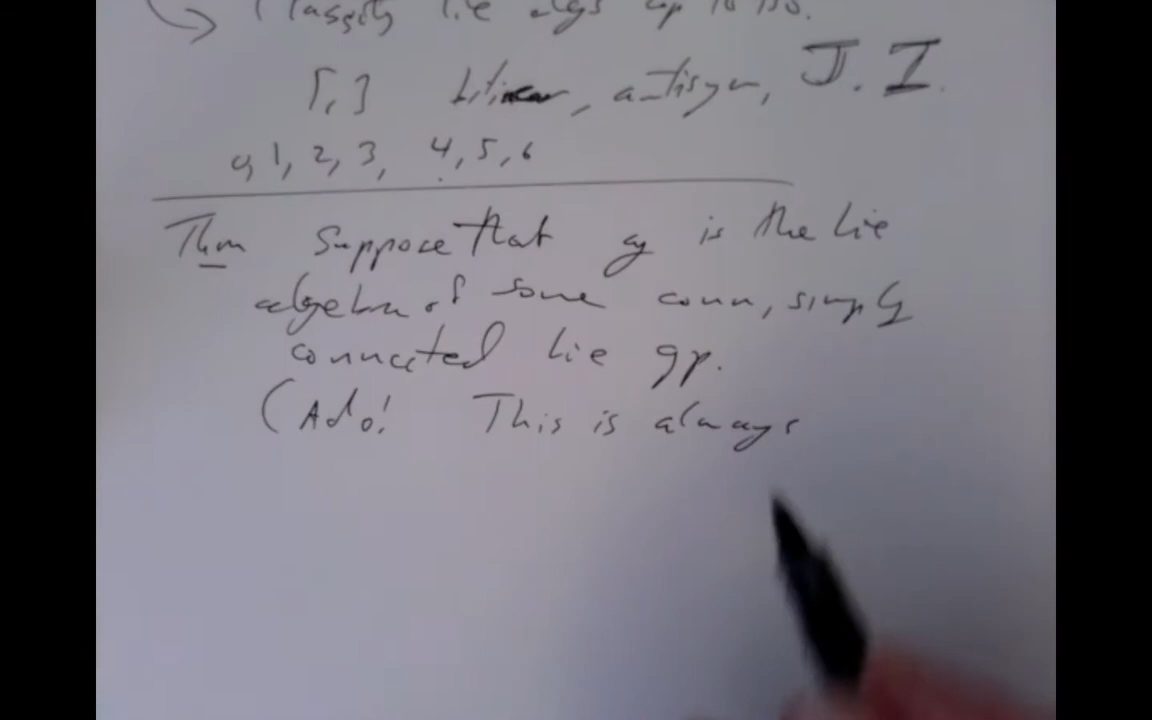 Classify Lie algs up to iso.
[,] bilinear, antisym, J.I.
0, 1, 2, 3, 4, 5, 6
Thm Suppose that g is the Lie
algebra of some conn, simply
connected Lie gp.
(Ado! This is always